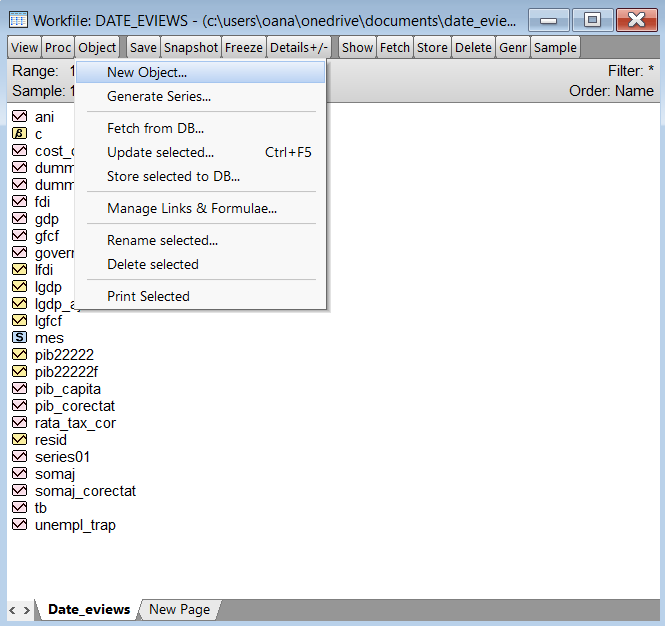 Workfile: DATE_EVIEWS - (c:\users\oana\onedrive\documents\date_evie...
View Proc Object Save Snapshot Freeze Details+/- Show Fetch Store Delete Genr Sample
Range: 1 Filter: *
Sample: 1 Order: Name
New Object...
Generate Series...
Fetch from DB...
Update selected... Ctrl+F5
Store selected to DB...
Manage Links & Formulae...
Rename selected...
Delete selected
Print Selected
ani
β c
cost_c
dumm
dumm
fdi
gdp
gfcf
govern
lfdi
lgdp
lgdp_a
lgfcf
S mes
pib22222
pib22222f
pib_capita
pib_corectat
rata_tax_cor
resid
series01
somaj
somaj_corectat
tb
unempl_trap
< > Date_eviews New Page